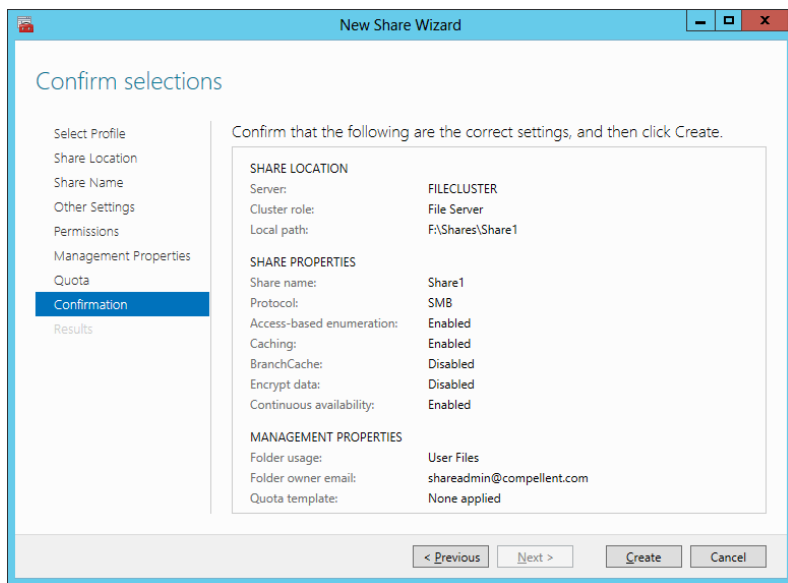 New Share Wizard
Confirm selections
Select Profile
Share Location
Share Name
Other Settings
Permissions
Management Properties
Quota
Confirmation
Results
Confirm that the following are the correct settings, and then click Create.
SHARE LOCATION
Server: FILECLUSTER
Cluster role: File Server
Local path: F:\Shares\Share1
SHARE PROPERTIES
Share name: Share1
Protocol: SMB
Access-based enumeration: Enabled
Caching: Enabled
BranchCache: Disabled
Encrypt data: Disabled
Continuous availability: Enabled
MANAGEMENT PROPERTIES
Folder usage: User Files
Folder owner email: shareadmin@compellent.com
Quota template: None applied
< Previous Next > Create Cancel